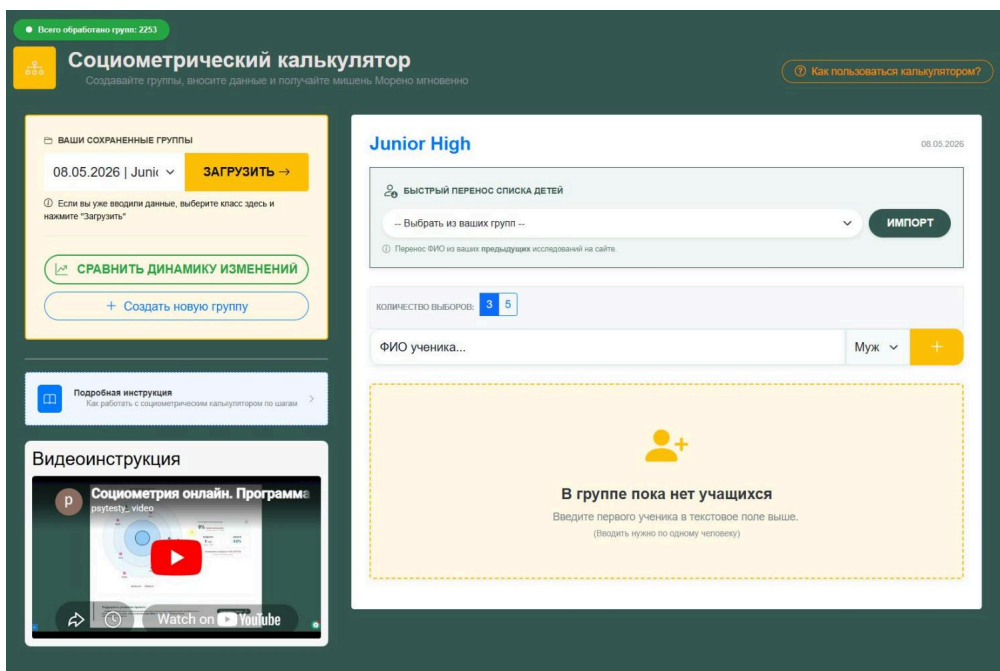 Всего обработано групп: 2253
Социометрический калькулятор
Создавайте группы, вносите данные и получайте мишень Морено мгновенно
Как пользоваться калькулятором?
ВАШИ СОХРАНЕННЫЕ ГРУППЫ
08.05.2026 | Junic
ЗАГРУЗИТЬ →
Если вы уже вводили данные, выберите класс здесь и
нажмите "Загрузить"
СРАВНИТЬ ДИНАМИКУ ИЗМЕНЕНИЙ
+ Создать новую группу
Подробная инструкция
Как работать с социометрическим калькулятором по шагам
Видеоинструкция
p
Социометрия онлайн. Программа
psytesty_video
Watch on YouTube
Junior High
08.05.2026
БЫСТРЫЙ ПЕРЕНОС СПИСКА ДЕТЕЙ
-- Выбрать из ваших групп --
ИМПОРТ
Перенос ФИО из ваших предыдущих исследований на сайте.
КОЛИЧЕСТВО ВЫБОРОВ: 3 5
ФИО ученика...
Муж
+
В группе пока нет учащихся
Введите первого ученика в текстовое поле выше.
(Вводить нужно по одному человеку)